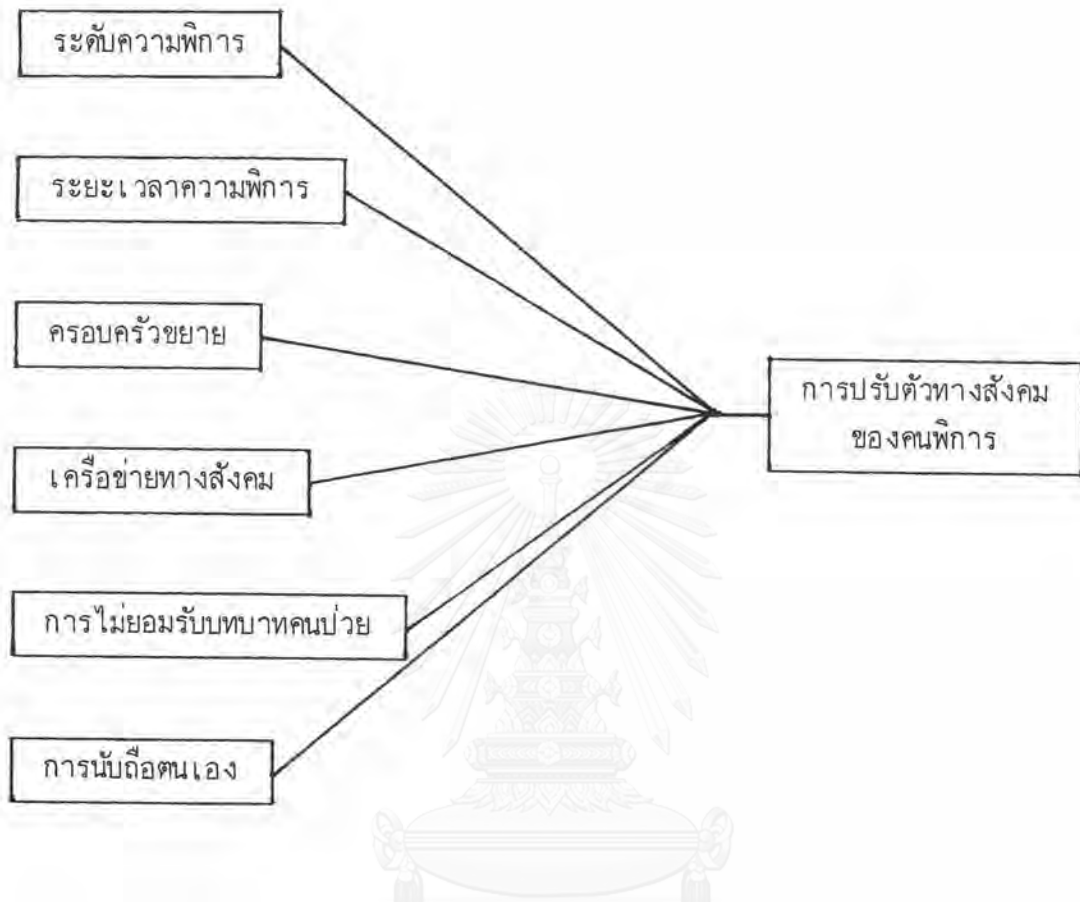 ระดับความพิการ
ระยะเวลาความพิการ
ครอบครัวขยาย
เครือข่ายทางสังคม
การไม่ยอมรับบทบาทคนป่วย
การนับถือตนเอง
การปรับตัวทางสังคม
ของคนพิการ